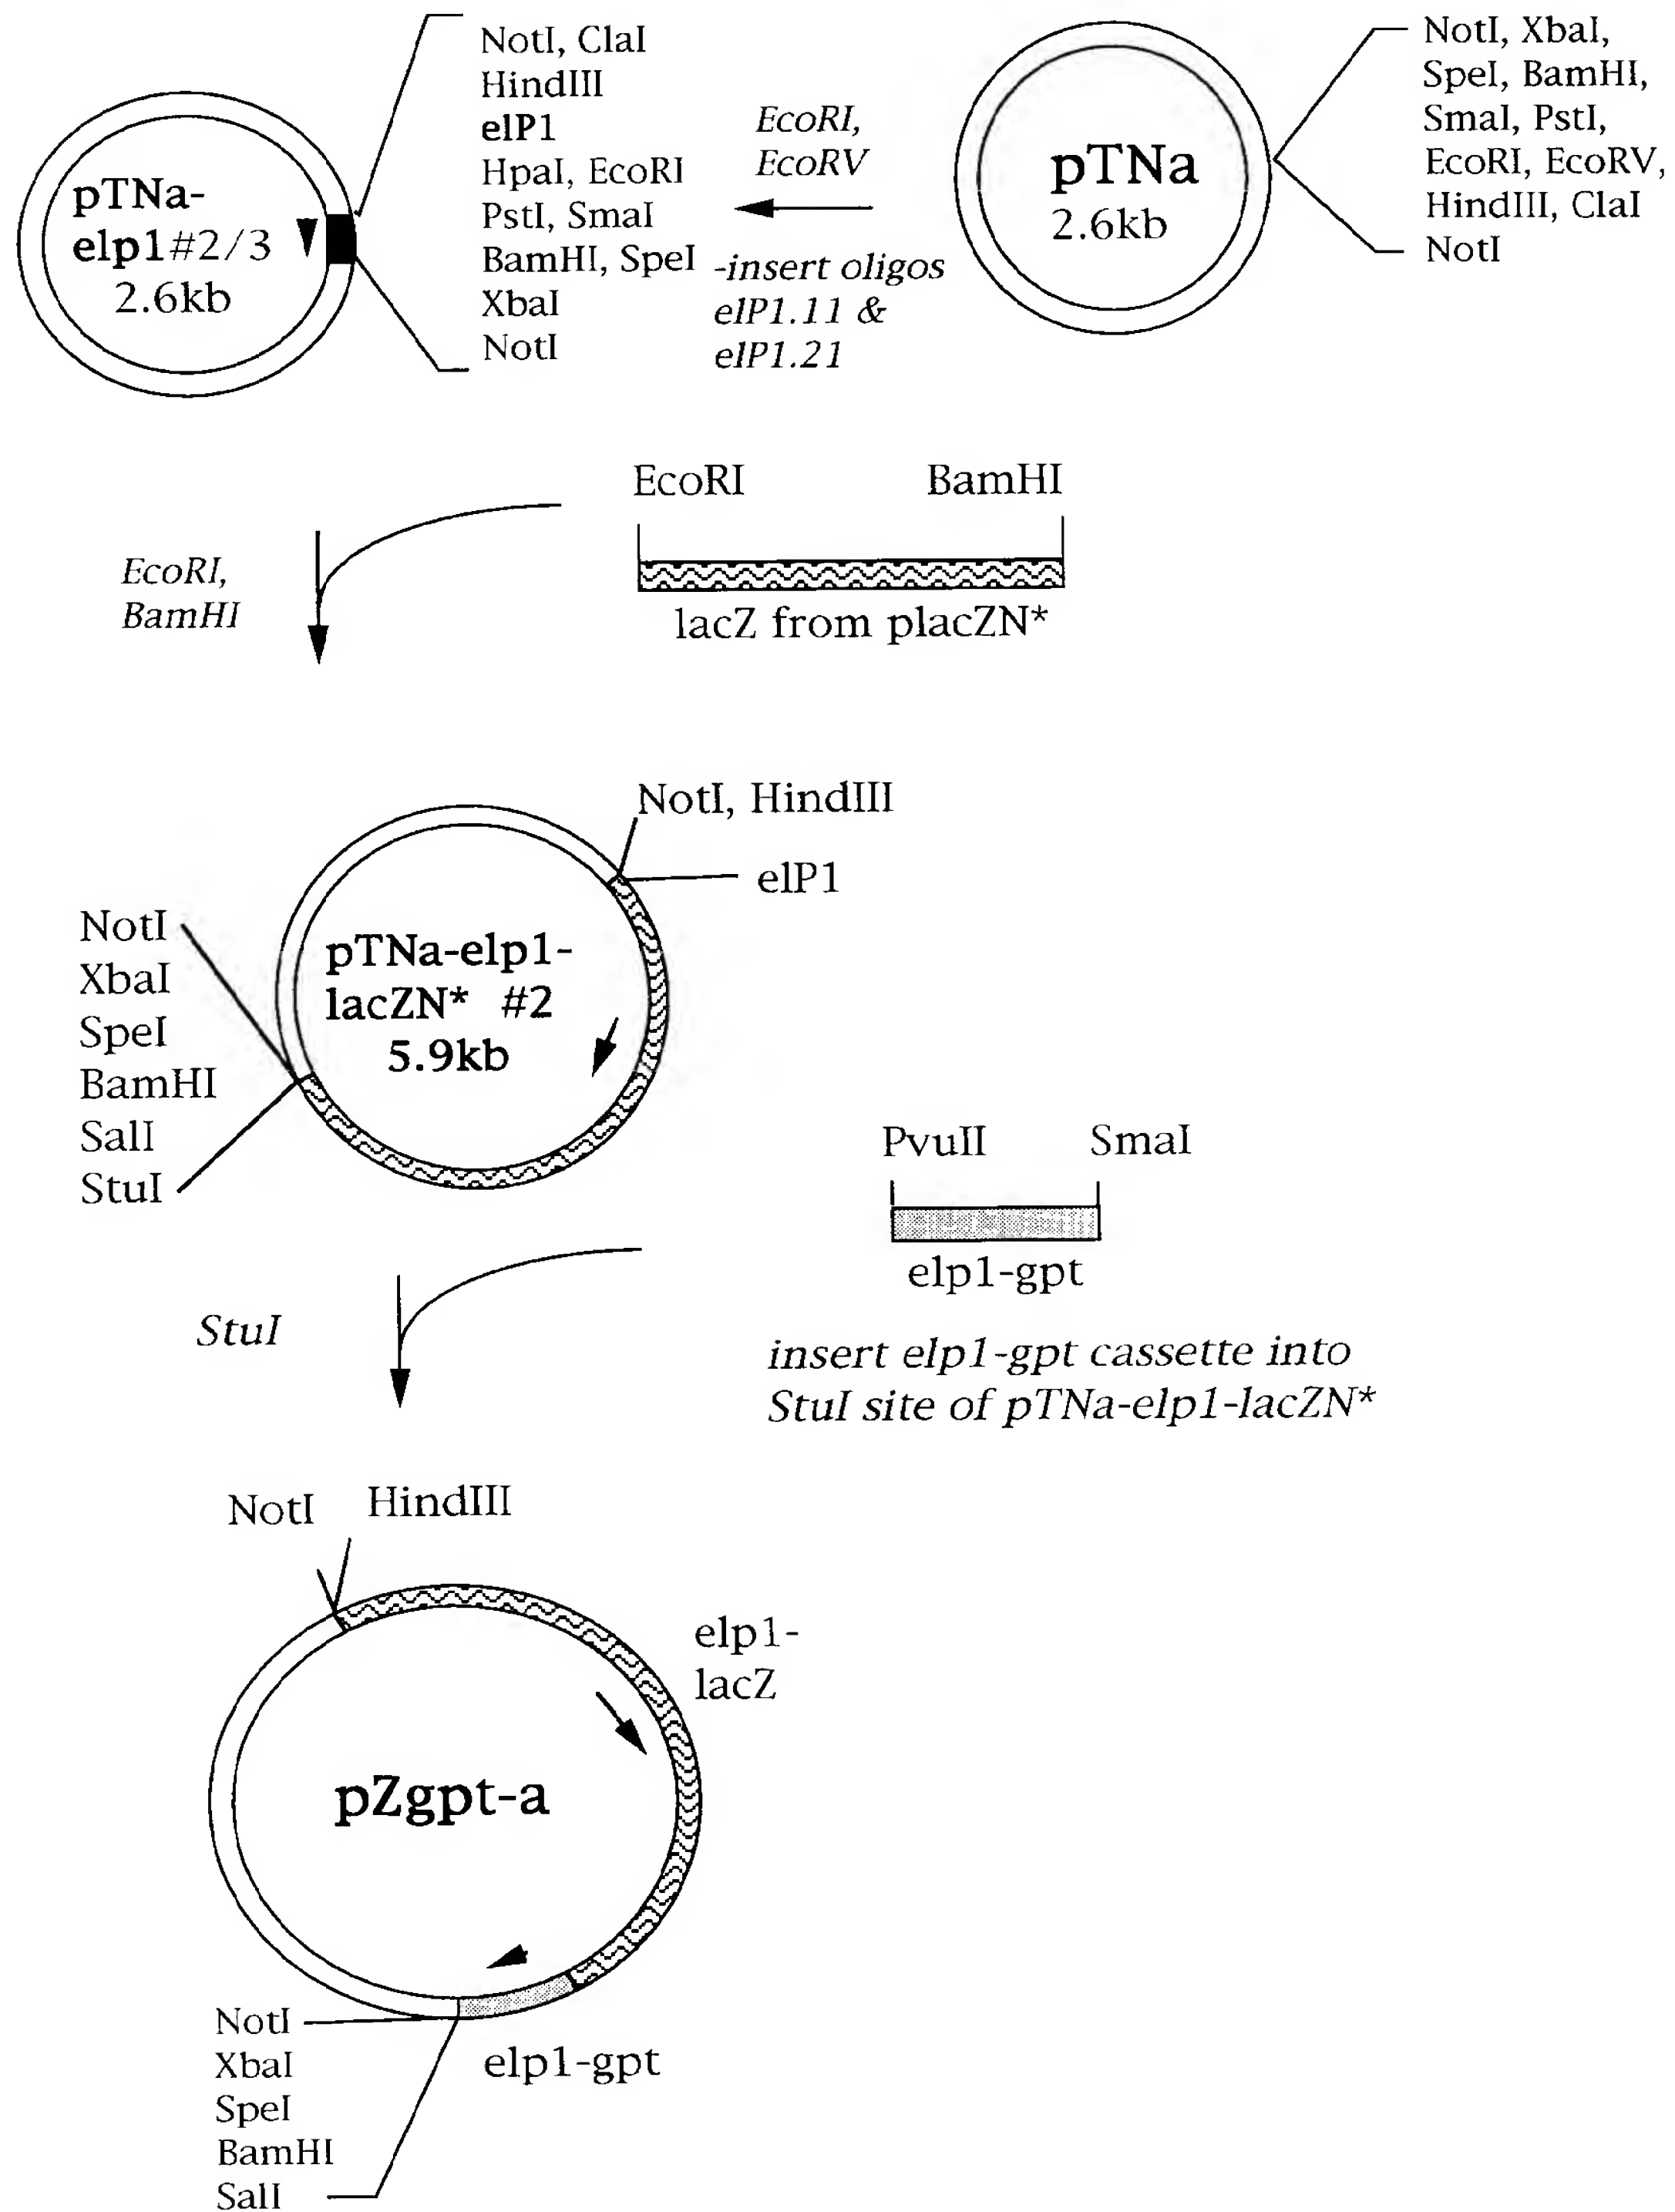 NotI, ClaI
HindIII
elP1
HpaI, EcoRI
PstI, SmaI
BamHI, SpeI
XbaI
NotI
pTNa-
elp1#2/3
2.6kb
EcoRI,
EcoRV
-insert oligos
elP1.11 &
elP1.21
pTNa
2.6kb
NotI, XbaI,
SpeI, BamHI,
SmaI, PstI,
EcoRI, EcoRV,
HindIII, ClaI
NotI
EcoRI BamHI
EcoRI,
BamHI
lacZ from placZN*
NotI, HindIII
elP1
NotI
XbaI
SpeI
BamHI
SalI
StuI
pTNa-elp1-
lacZN* #2
5.9kb
PvuII SmaI
elp1-gpt
StuI
insert elp1-gpt cassette into
StuI site of pTNa-elp1-lacZN*
NotI HindIII
elp1-
lacZ
pZgpt-a
NotI
XbaI
SpeI
BamHI
SalI
elp1-gpt